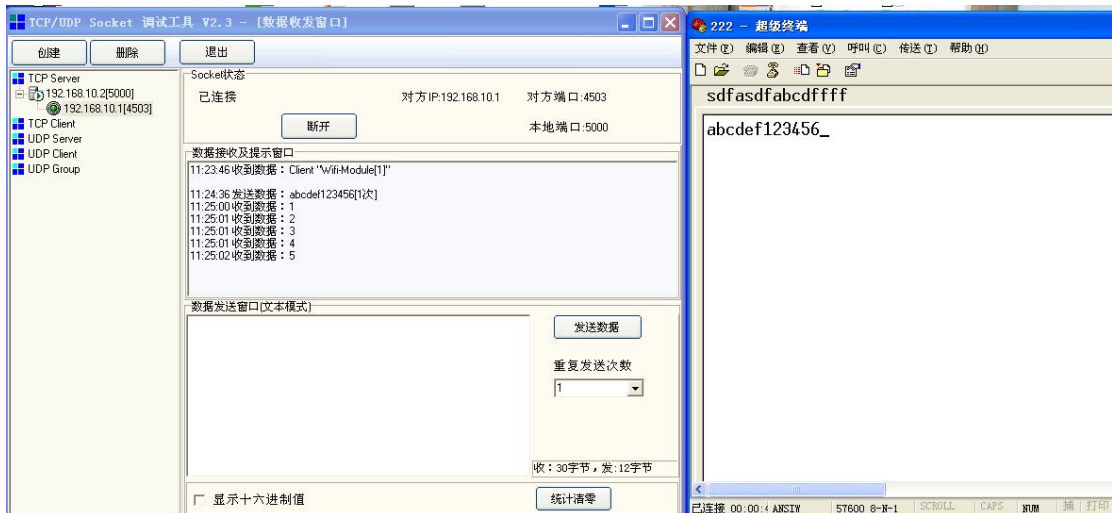 TCP/UDP Socket 调试工具 V2.3 - [数据收发窗口]
创建 删除 退出
TCP Server
192.168.10.2[5000]
192.168.10.1[4503]
TCP Client
UDP Server
UDP Client
UDP Group
Socket状态
已连接 对方IP:192.168.10.1 对方端口:4503
断开 本地端口:5000
数据接收及提示窗口
11:23:46 收到数据：Client "Wifi-Module[1]"
11:24:36 发送数据：abcdef123456[1次]
11:25:00 收到数据：1
11:25:01 收到数据：2
11:25:01 收到数据：3
11:25:01 收到数据：4
11:25:02 收到数据：5
数据发送窗口(文本模式)
发送数据
重复发送次数
1
收：30字节，发:12字节
显示十六进制值 统计清零
222 - 超级终端
文件(F) 编辑(E) 查看(V) 呼叫(C) 传送(T) 帮助(H)
sdfasdfabcdffff
abcdef123456_
已连接 00:00: ANSIW 57600 8-N-1 SCROLL CAPS NUM 捕 打印